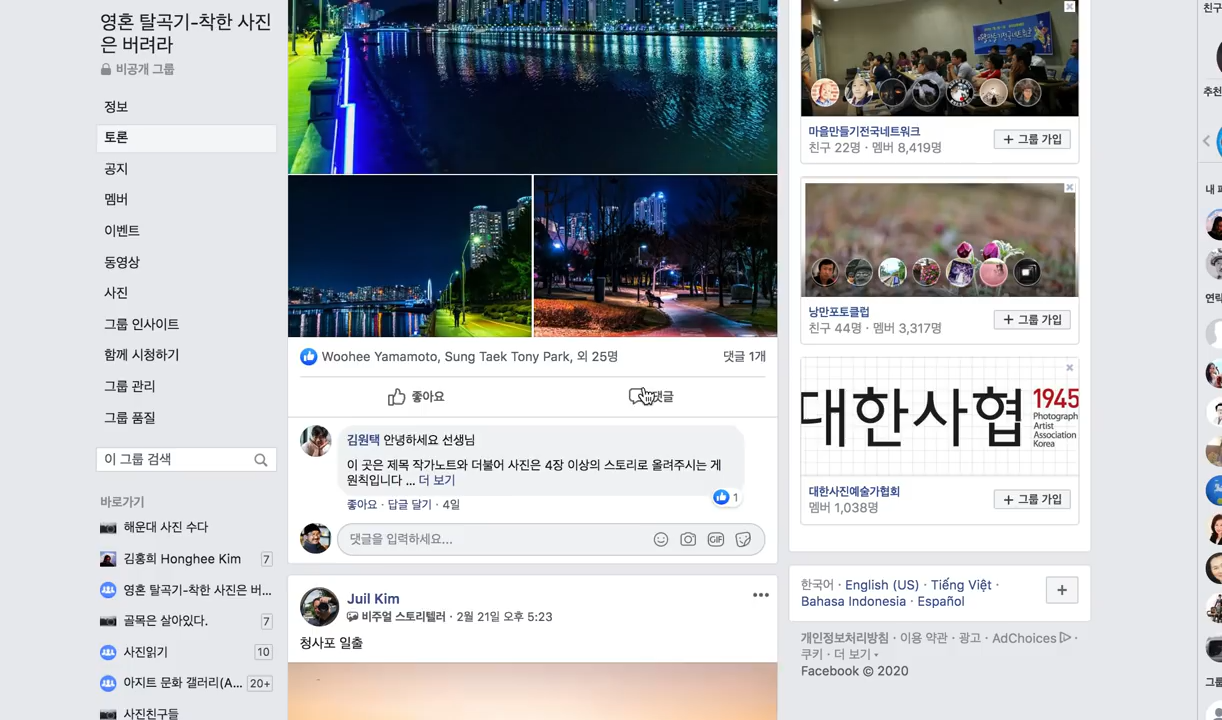 영혼 탈곡기-착한 사진
은 버려라
비공개 그룹
정보
토론
공지
멤버
이벤트
동영상
사진
그룹 인사이트
함께 시청하기
그룹 관리
그룹 품질
이 그룹 검색
바로가기
해운대 사진 수다
김홍희 Honghee Kim 7
영혼 탈곡기-착한 사진은 버...
골목은 살아있다. 7
사진읽기 10
아지트 문화 갤러리(A... 20+
사진친구들
Woohee Yamamoto, Sung Taek Tony Park, 외 25명
댓글 1개
좋아요
댓글
김원택 안녕하세요 선생님
이 곳은 제목 작가노트와 더불어 사진은 4장 이상의 스토리로 올려주시는 게
원칙입니다 ... 더 보기
1
좋아요 · 답글 달기 · 4일
댓글을 입력하세요...
GIF
Juil Kim
비주얼 스토리텔러 · 2월 21일 오후 5:23
청사포 일출
마을만들기전국네트워크
친구 22명 · 멤버 8,419명
+ 그룹 가입
낭만포토클럽
친구 44명 · 멤버 3,317명
+ 그룹 가입
대한사협
1945
Photograph
Artist
Association
Korea
대한사진예술가협회
멤버 1,038명
+ 그룹 가입
한국어 · English (US) · Tiếng Việt ·
Bahasa Indonesia · Español
개인정보처리방침 · 이용 약관 · 광고 · AdChoices ·
쿠키 · 더 보기
Facebook © 2020
친구
추천
내 페
연락
그룹